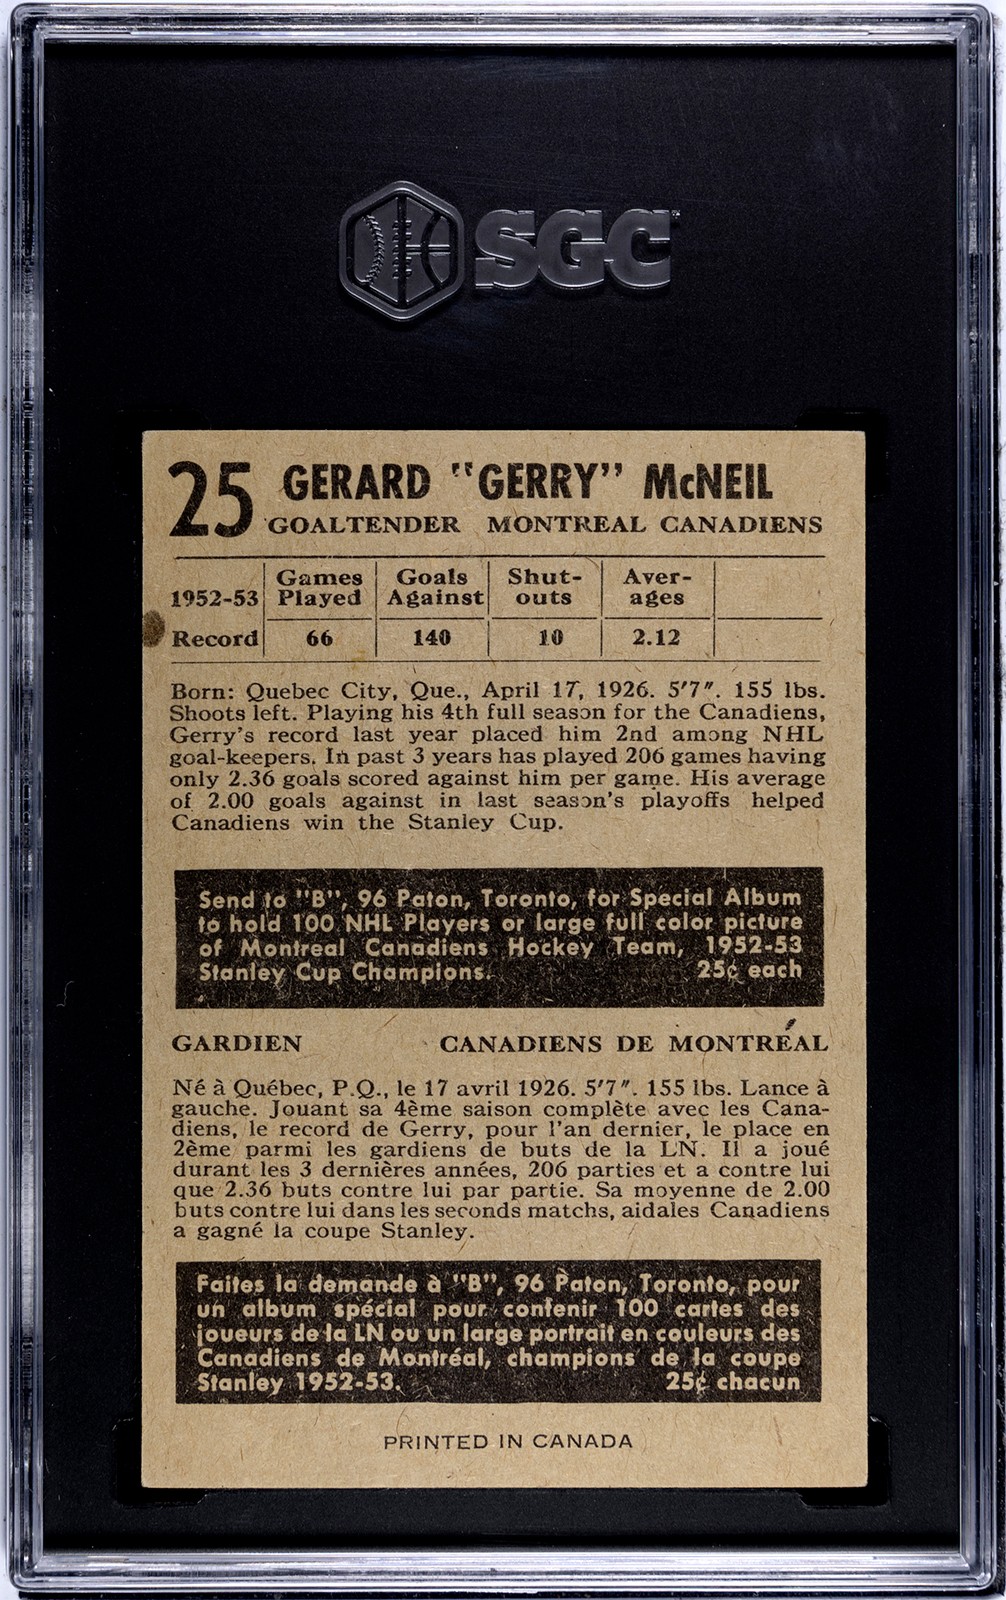 SGC
25 GERARD "GERRY" McNEIL
GOALTENDER MONTREAL CANADIENS
1952-53 Games Played Goals Against Shut-outs Aver-ages
Record 66 140 10 2.12
Born: Quebec City, Que., April 17, 1926. 5'7". 155 lbs.
Shoots left. Playing his 4th full season for the Canadiens,
Gerry's record last year placed him 2nd among NHL
goal-keepers. In past 3 years has played 206 games having
only 2.36 goals scored against him per game. His average
of 2.00 goals against in last season's playoffs helped
Canadiens win the Stanley Cup.
Send to "B", 96 Paton, Toronto, for Special Album
to hold 100 NHL Players or large full color picture
of Montreal Canadiens Hockey Team, 1952-53
Stanley Cup Champions. 25¢ each
GARDIEN CANADIENS DE MONTRÉAL
Né à Québec, P.Q., le 17 avril 1926. 5'7". 155 lbs. Lance à
gauche. Jouant sa 4ème saison complète avec les Cana-
diens, le record de Gerry, pour l'an dernier, le place en
2ème parmi les gardiens de buts de la LN. Il a joué
durant les 3 dernières années, 206 parties et a contre lui
que 2.36 buts contre lui par partie. Sa moyenne de 2.00
buts contre lui dans les seconds matchs, aidales Canadiens
a gagné la coupe Stanley.
Faites la demande à "B", 96 Paton, Toronto, pour
un album spécial pour contenir 100 cartes des
joueurs de la LN ou un large portrait en couleurs des
Canadiens de Montréal, champions de la coupe
Stanley 1952-53. 25¢ chacun
PRINTED IN CANADA